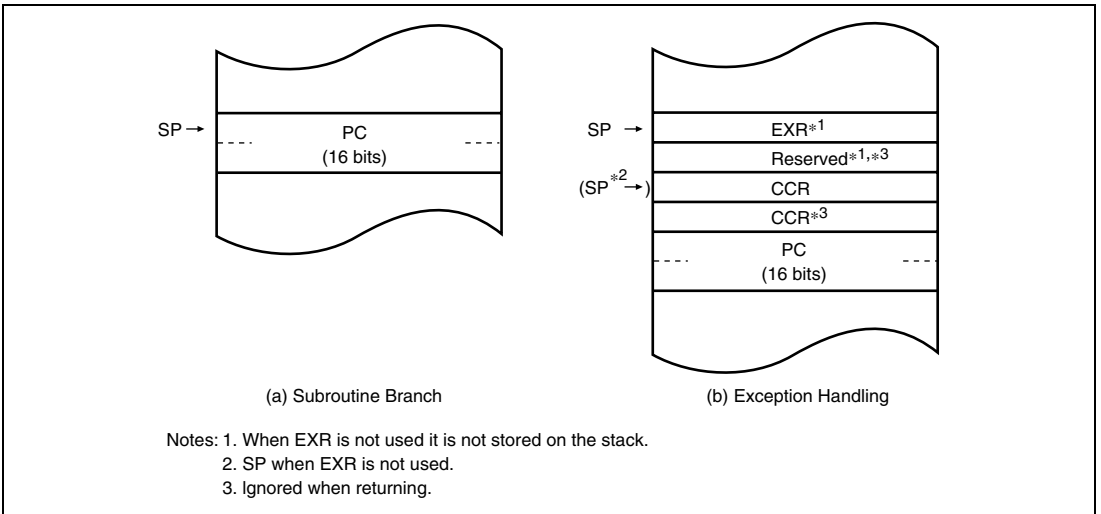 SP →
PC
(16 bits)
(a) Subroutine Branch
SP →
EXR*1
Reserved*1,*3
(SP*2 →)
CCR
CCR*3
PC
(16 bits)
(b) Exception Handling
Notes: 1. When EXR is not used it is not stored on the stack.
2. SP when EXR is not used.
3. Ignored when returning.